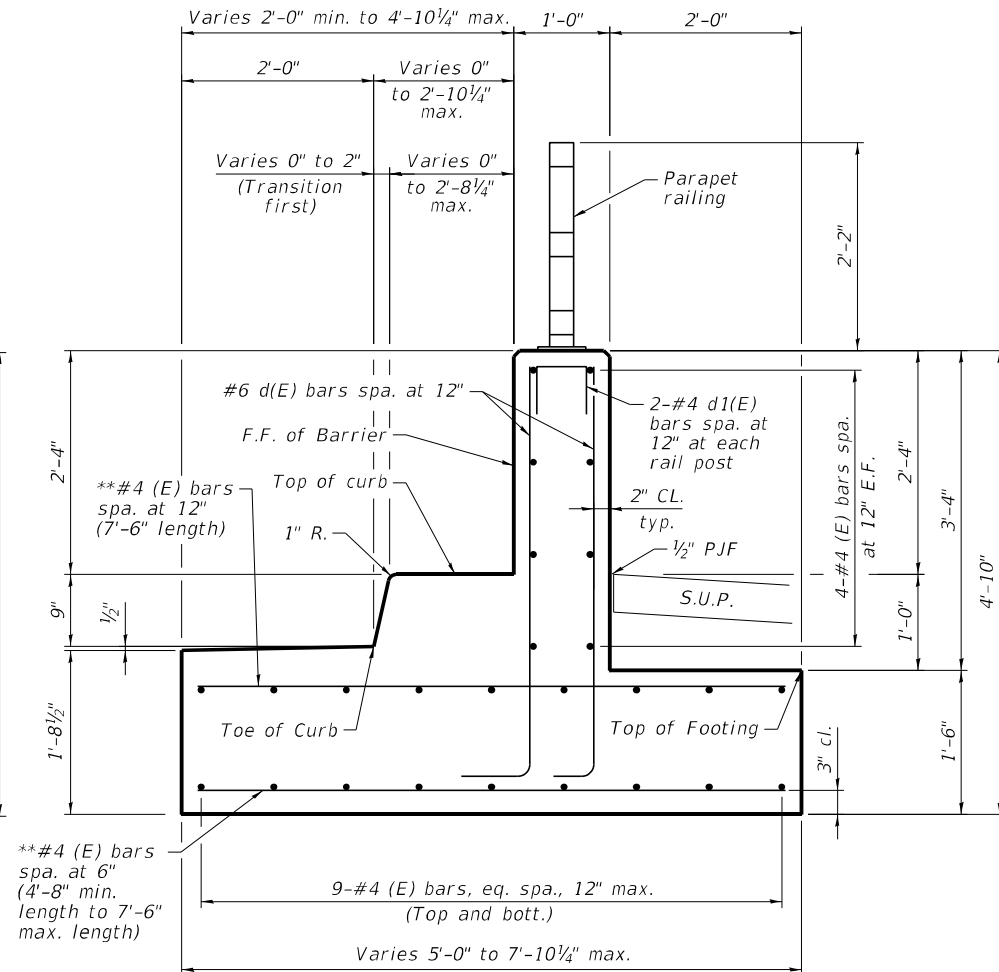 Varies 2'-0" min. to 4'-10¼" max.
1'-0"
2'-0"
2'-0"
Varies 0"
to 2'-10¼"
max.
Varies 0" to 2"
(Transition
first)
Varies 0"
to 2'-8¼"
max.
Parapet
railing
2'-2"
#6 d(E) bars spa. at 12"
F.F. of Barrier
Top of curb
2-#4 d1(E)
bars spa. at
12" at each
rail post
**#4 (E) bars
spa. at 12"
(7'-6" length)
1" R.
2" CL.
typ.
½" PJF
S.U.P.
4-#4 (E) bars spa.
at 12" E.F.
2'-4"
9"
½"
1'-8½"
2'-4"
1'-0"
3'-4"
1'-6"
4'-10"
Toe of Curb
Top of Footing
3" cl.
**#4 (E) bars
spa. at 6"
(4'-8" min.
length to 7'-6"
max. length)
9-#4 (E) bars, eq. spa., 12" max.
(Top and bott.)
Varies 5'-0" to 7'-10¼" max.